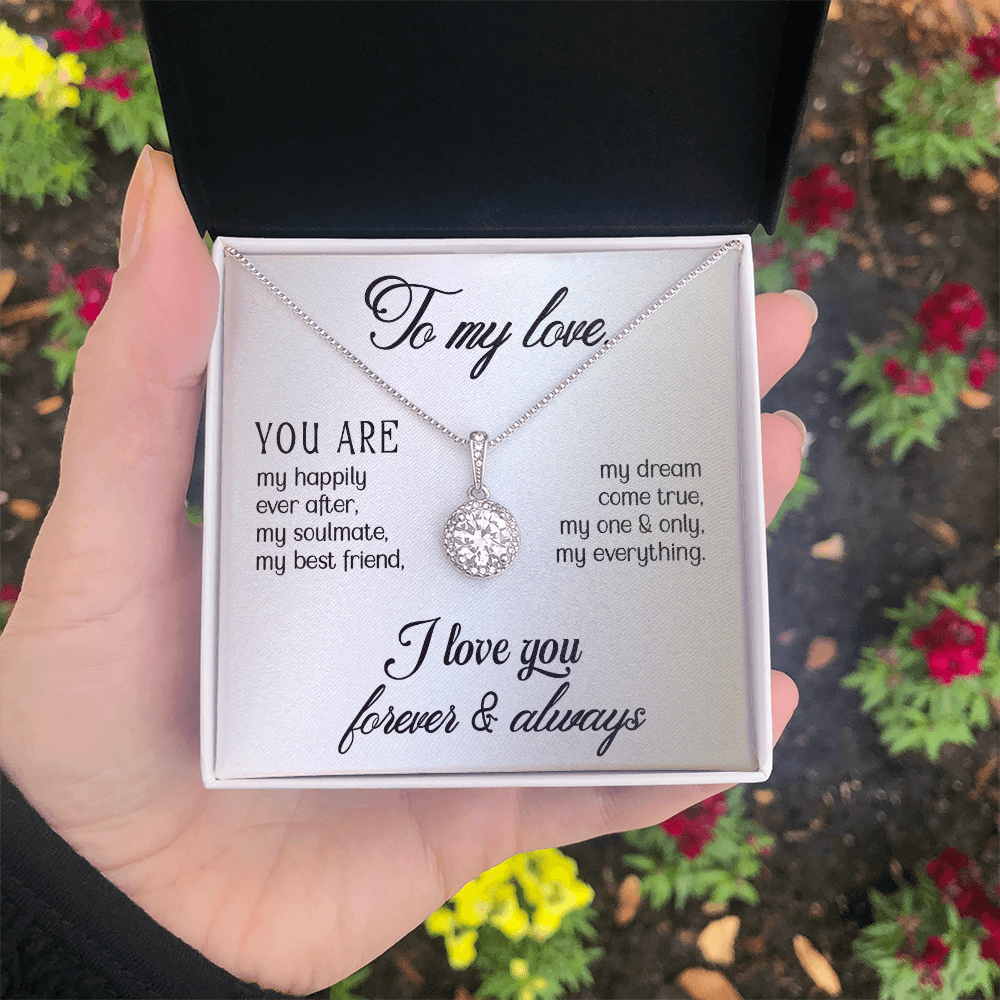 To my love,
YOU ARE
my happily
ever after,
my soulmate,
my best friend,
my dream
come true,
my one & only,
my everything.
I love you
forever & always